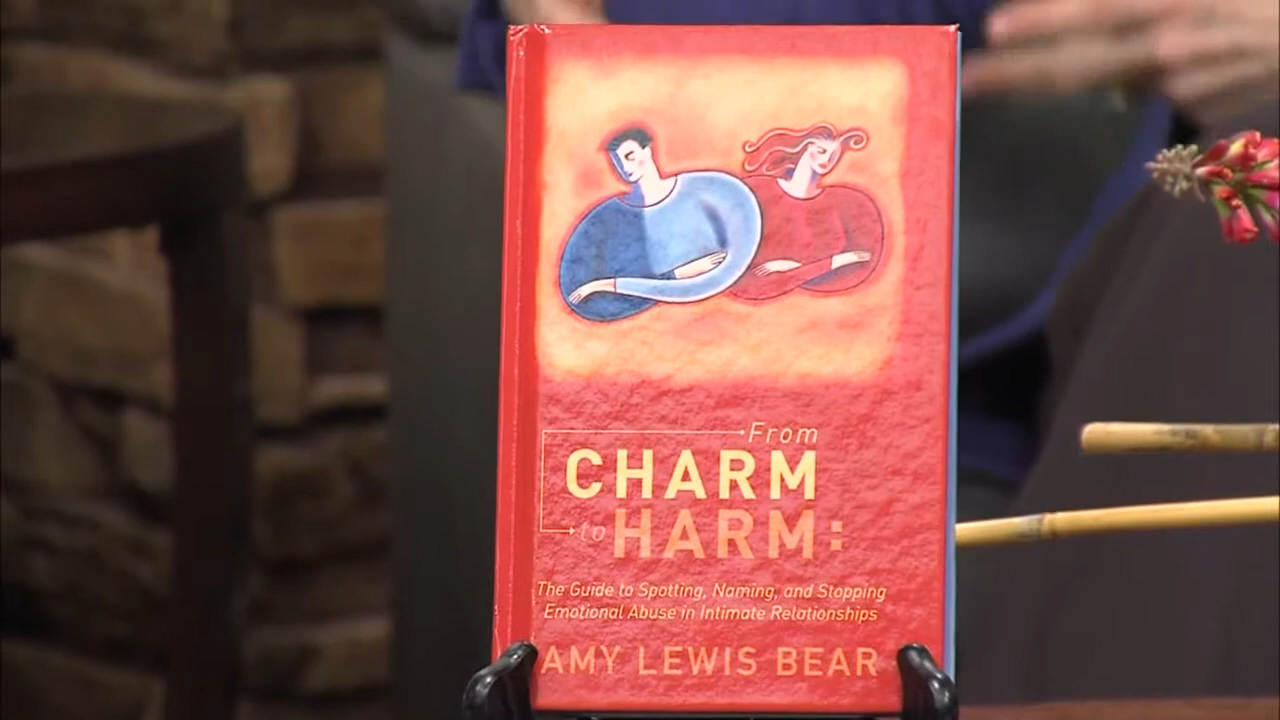 From
CHARM
to HARM:
The Guide to Spotting, Naming, and Stopping
Emotional Abuse in Intimate Relationships
AMY LEWIS BEAR